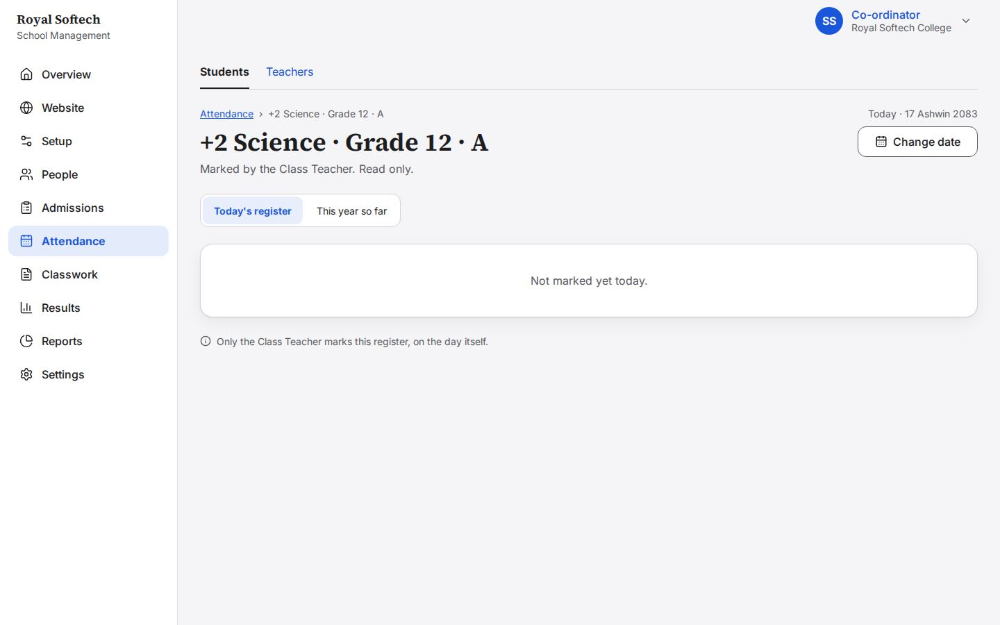 Royal Softech
School Management
Overview
Website
Setup
People
Admissions
Attendance
Classwork
Results
Reports
Settings
SS
Co-ordinator
Royal Softech College
Students
Teachers
Attendance › +2 Science · Grade 12 · A
Today · 17 Ashwin 2083
+2 Science · Grade 12 · A
Change date
Marked by the Class Teacher. Read only.
Today's register
This year so far
Not marked yet today.
Only the Class Teacher marks this register, on the day itself.